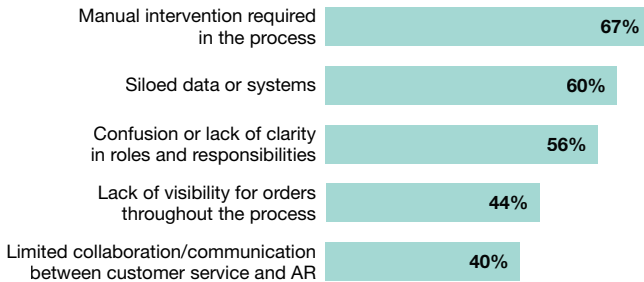 Manual intervention required
in the process
67%
Siloed data or systems
60%
Confusion or lack of clarity
in roles and responsibilities
56%
Lack of visibility for orders
throughout the process
44%
Limited collaboration/communication
between customer service and AR
40%